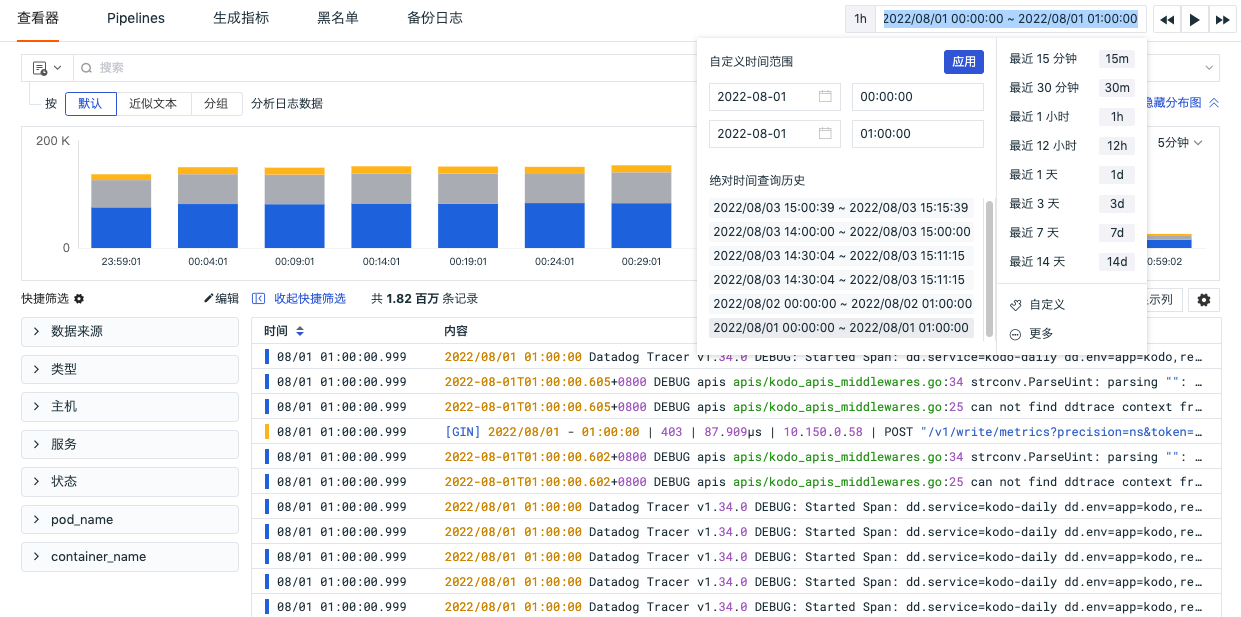 查看器 Pipelines 生成指标 黑名单 备份日志 1h 2022/08/01 00:00:00 ~ 2022/08/01 01:00:00
搜索
按 默认 近似文本 分组 分析日志数据
隐藏分布图
自定义时间范围 应用
2022-08-01 00:00:00
2022-08-01 01:00:00
绝对时间查询历史
2022/08/03 15:00:39 ~ 2022/08/03 15:15:39
2022/08/03 14:00:00 ~ 2022/08/03 15:00:00
2022/08/03 14:30:04 ~ 2022/08/03 15:11:15
2022/08/03 14:30:04 ~ 2022/08/03 15:11:15
2022/08/02 00:00:00 ~ 2022/08/02 01:00:00
2022/08/01 00:00:00 ~ 2022/08/01 01:00:00
最近 15 分钟 15m
最近 30 分钟 30m
最近 1 小时 1h
最近 12 小时 12h
最近 1 天 1d
最近 3 天 3d
最近 7 天 7d
最近 14 天 14d
自定义
更多
5分钟
200 K
0
23:59:01 00:04:01 00:09:01 00:14:01 00:19:01 00:24:01 00:29:01 0:59:02
快捷筛选 编辑 收起快捷筛选 共 1.82 百万 条记录 示列
数据来源
类型
主机
服务
状态
pod_name
container_name
时间 内容
08/01 01:00:00.999 2022/08/01 01:00:00 Datadog Tracer v1.34.0 DEBUG: Started Span: dd.service=kodo-daily dd.env=app=kodo,re…
08/01 01:00:00.999 2022-08-01T01:00:00.605+0800 DEBUG apis apis/kodo_apis_middlewares.go:34 strconv.ParseUint: parsing "": …
08/01 01:00:00.999 2022-08-01T01:00:00.605+0800 DEBUG apis apis/kodo_apis_middlewares.go:25 can not find ddtrace context fr…
08/01 01:00:00.999 [GIN] 2022/08/01 - 01:00:00 | 403 | 87.909µs | 10.150.0.58 | POST "/v1/write/metrics?precision=ns&token=…
08/01 01:00:00.999 2022-08-01T01:00:00.602+0800 DEBUG apis apis/kodo_apis_middlewares.go:34 strconv.ParseUint: parsing "": …
08/01 01:00:00.999 2022-08-01T01:00:00.602+0800 DEBUG apis apis/kodo_apis_middlewares.go:25 can not find ddtrace context fr…
08/01 01:00:00.999 2022/08/01 01:00:00 Datadog Tracer v1.34.0 DEBUG: Started Span: dd.service=kodo-daily dd.env=app=kodo,re…
08/01 01:00:00.999 2022/08/01 01:00:00 Datadog Tracer v1.34.0 DEBUG: Started Span: dd.service=kodo-daily dd.env=app=kodo,re…
08/01 01:00:00.999 2022/08/01 01:00:00 Datadog Tracer v1.34.0 DEBUG: Started Span: dd.service=kodo-daily dd.env=app=kodo,re…
08/01 01:00:00.999 2022/08/01 01:00:00 Datadog Tracer v1.34.0 DEBUG: Started Span: dd.service=kodo-daily dd.env=app=kodo,re…
08/01 01:00:00.999 2022/08/01 01:00:00 Datadog Tracer v1.34.0 DEBUG: Started Span: dd.service=kodo-daily dd.env=app=kodo,re…